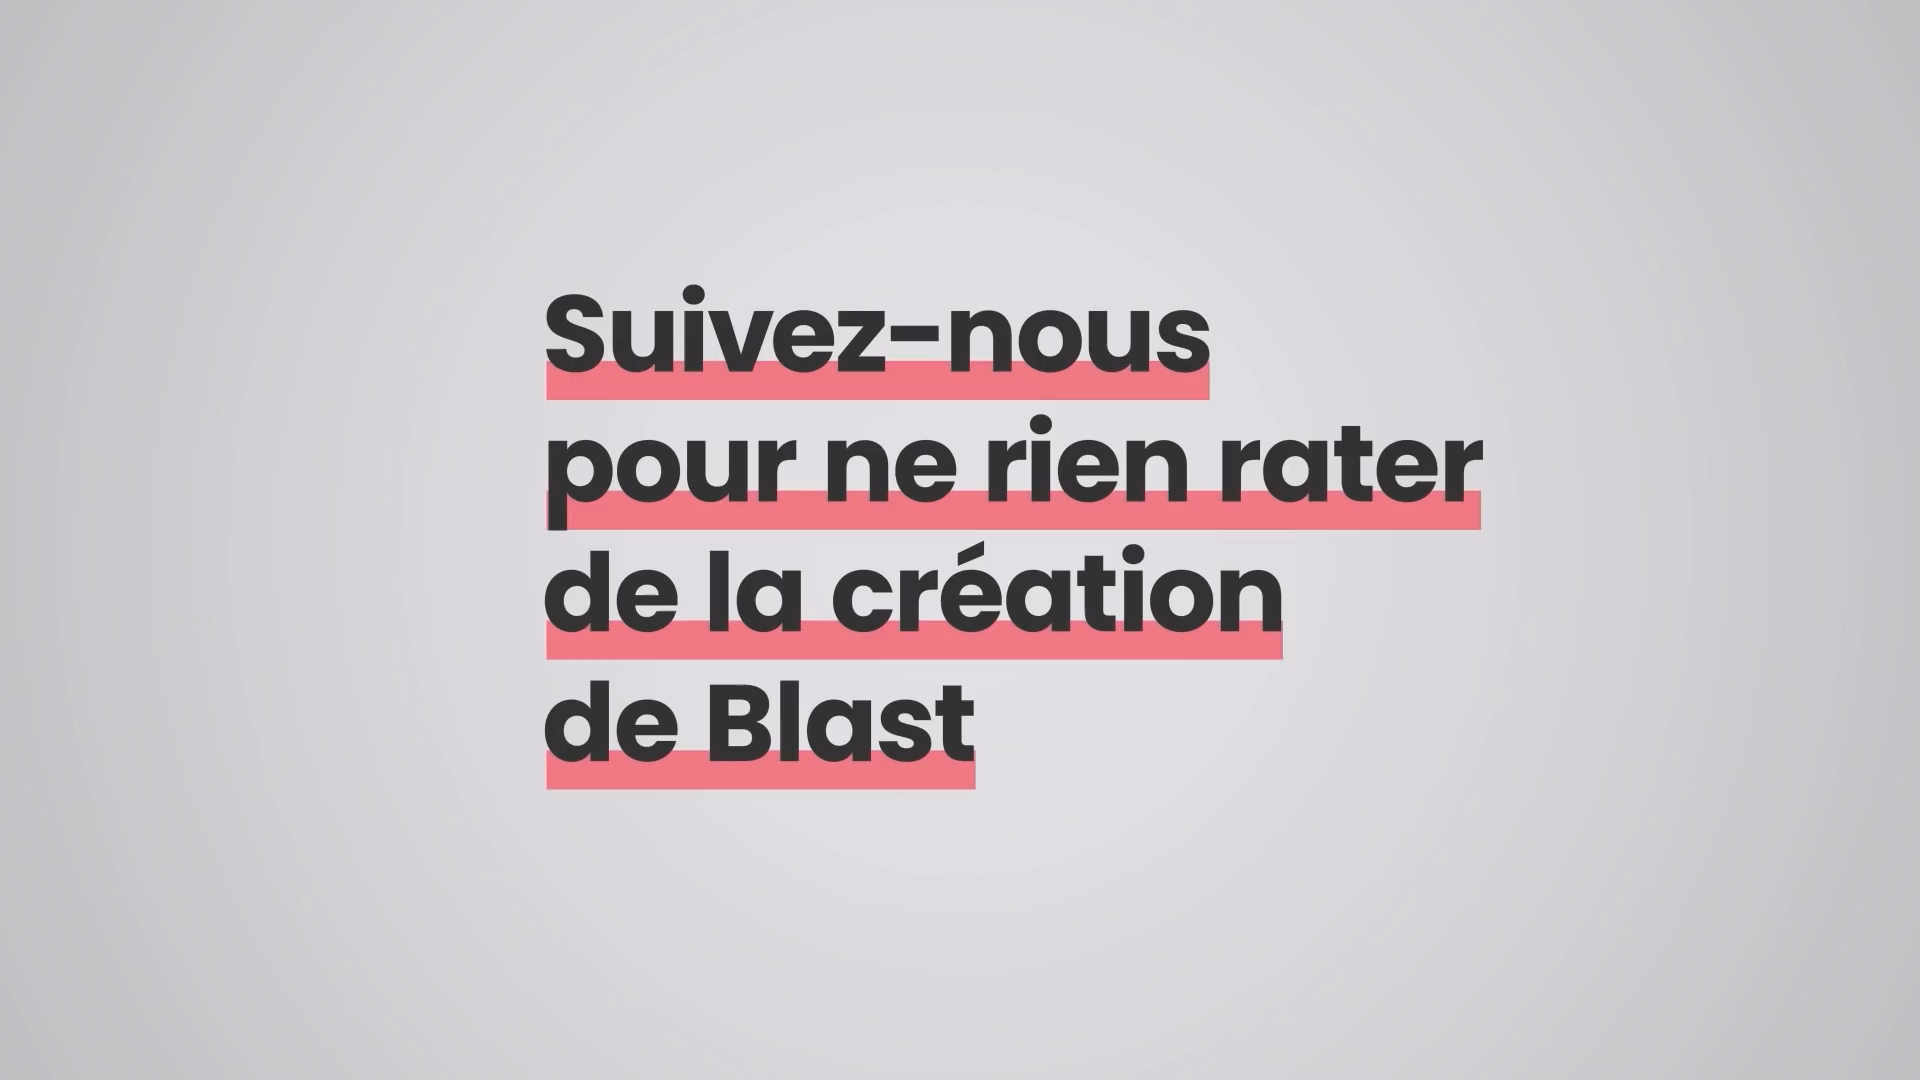 Suivez-nous
pour ne rien rater
de la création
de Blast